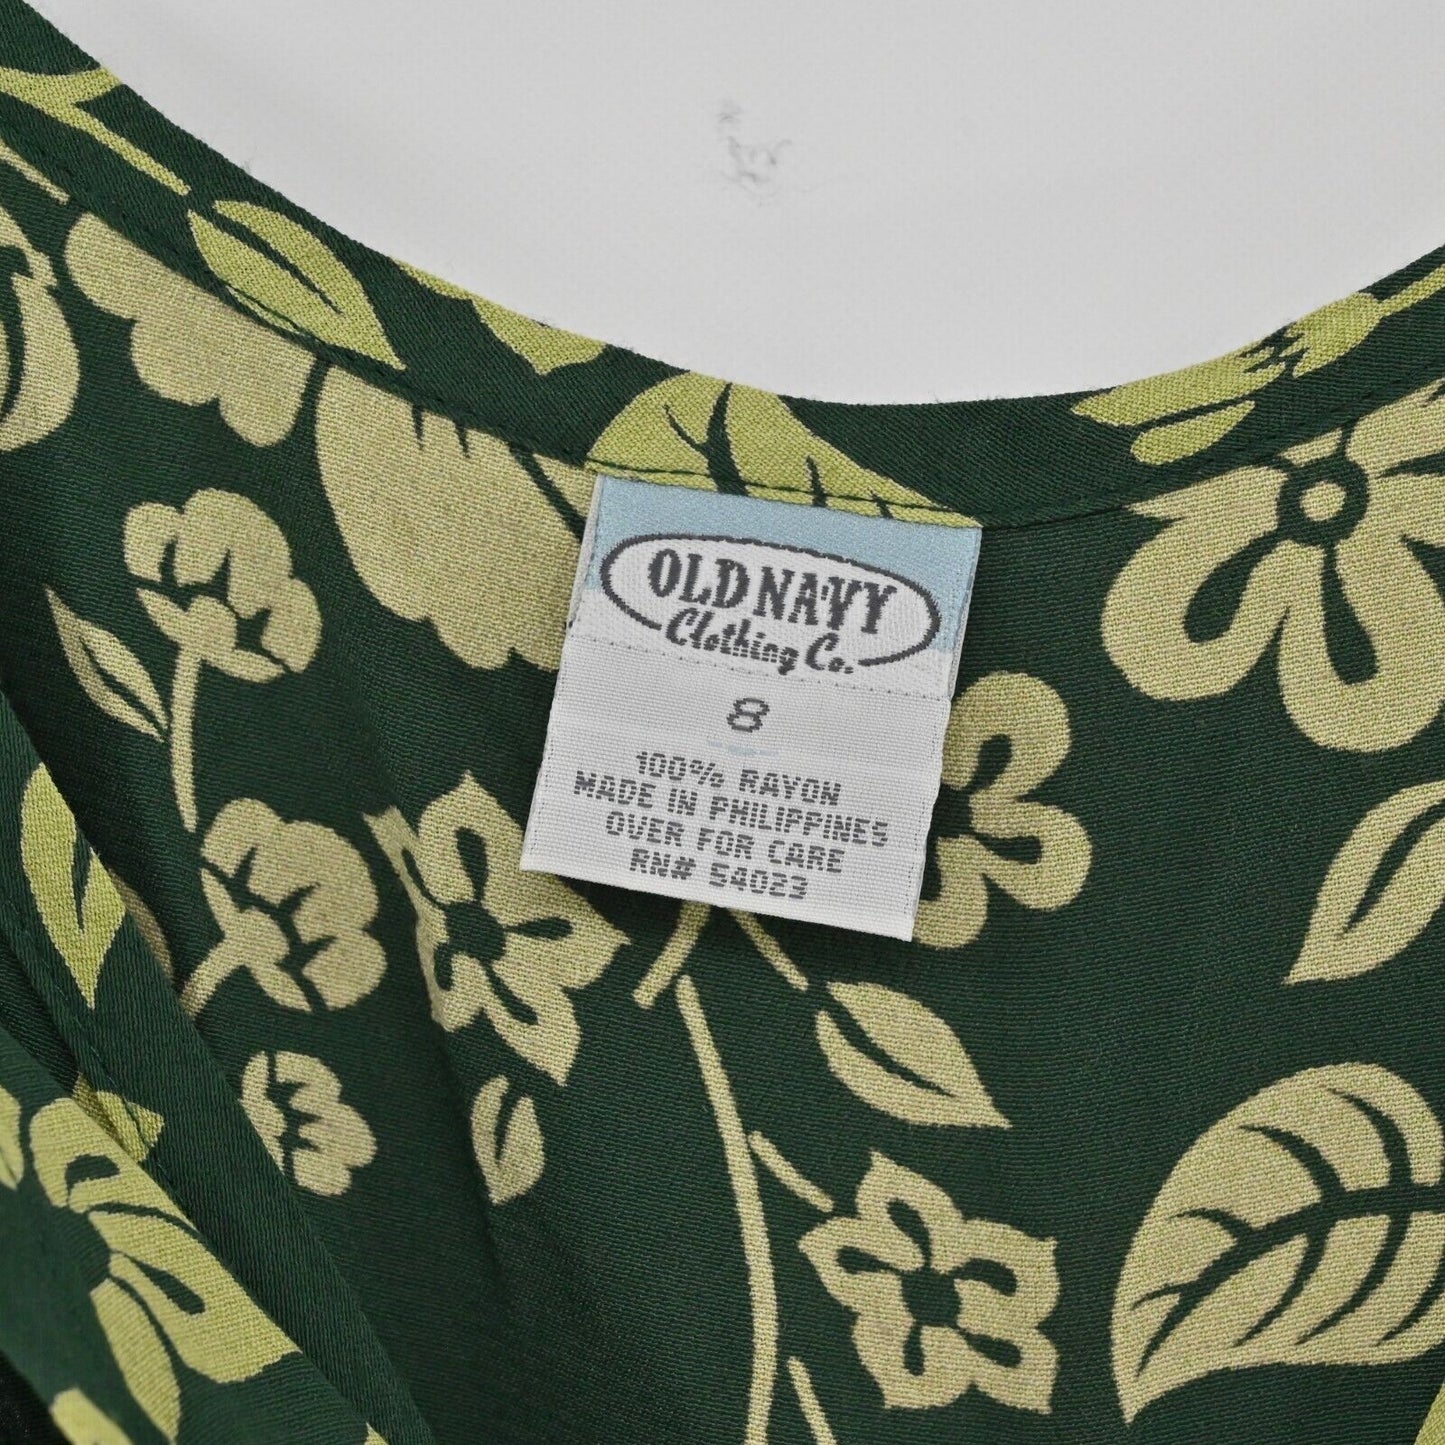 OLD NAVY
Clothing Co.
8
100% RAYON
MADE IN PHILIPPINES
OVER FOR CARE
RN# 54023